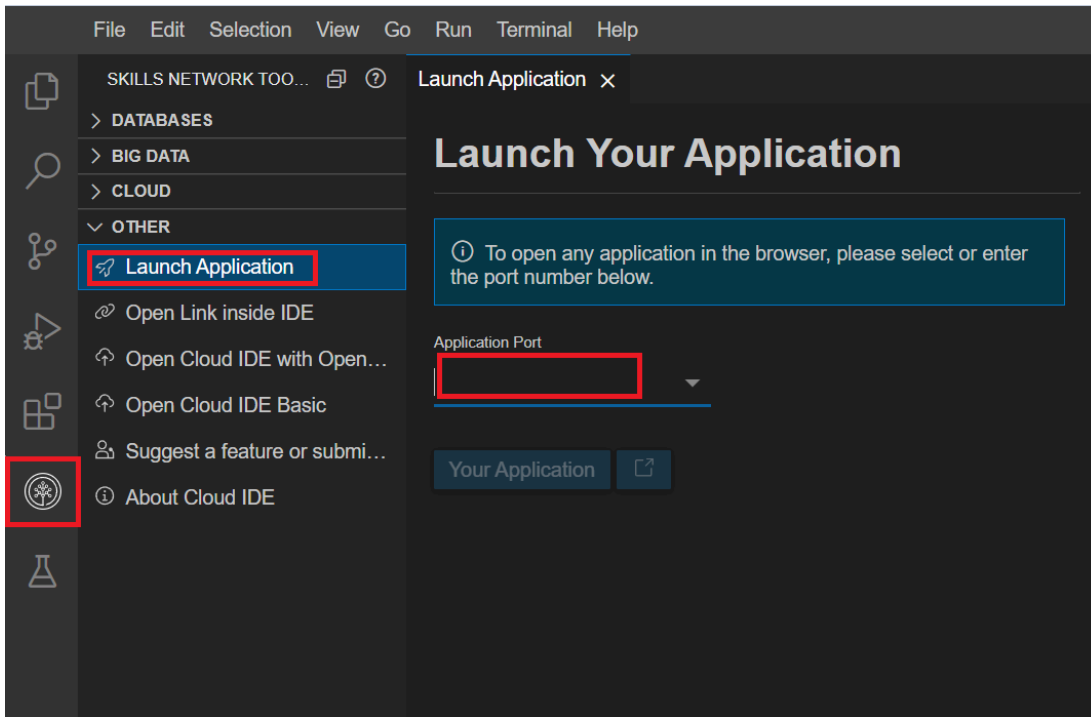 File Edit Selection View Go Run Terminal Help
SKILLS NETWORK TOO...
Launch Application
DATABASES
BIG DATA
CLOUD
OTHER
Launch Application
Open Link inside IDE
Open Cloud IDE with Open...
Open Cloud IDE Basic
Suggest a feature or submi...
About Cloud IDE
Launch Your Application
To open any application in the browser, please select or enter
the port number below.
Application Port
Your Application